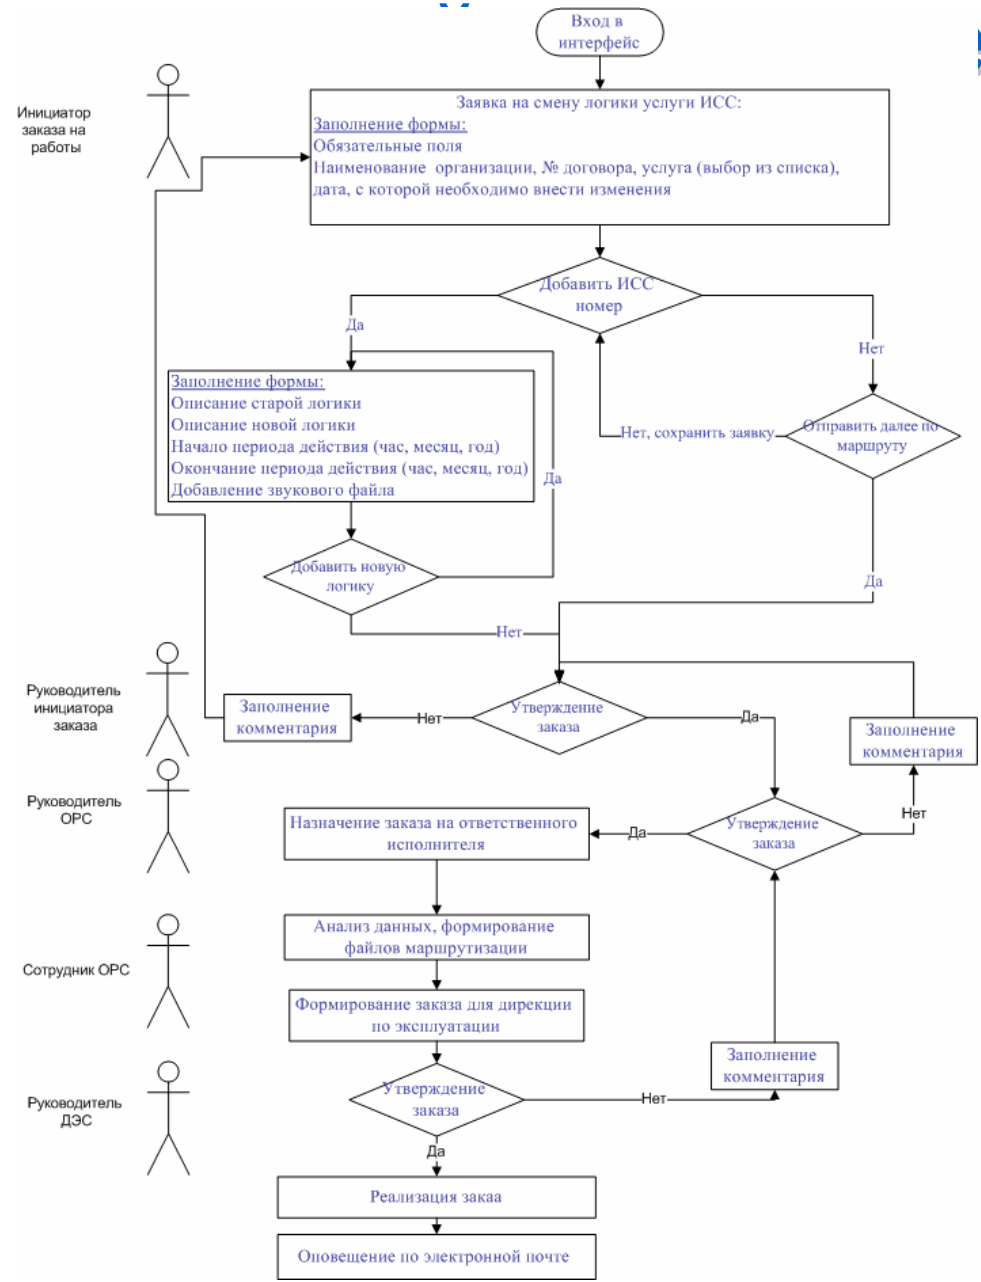 Вход в
интерфейс
Инициатор
заказа на
работы
Заявка на смену логики услуги ИСС:
Заполнение формы:
Обязательные поля
Наименование организации, № договора, услуга (выбор из списка),
дата, с которой необходимо внести изменения
Добавить ИСС
номер
Да
Нет
Заполнение формы:
Описание старой логики
Описание новой логики
Начало периода действия (час, месяц, год)
Окончание периода действия (час, месяц, год)
Добавление звукового файла
Отправить далее по
маршруту
Нет, сохранить заявку
Да
Добавить новую
логику
Да
Нет
Руководитель
инициатора
заказа
Заполнение
комментария
Нет
Утверждение
заказа
Да
Заполнение
комментария
Руководитель
ОРС
Назначение заказа на ответственного
исполнителя
Да
Утверждение
заказа
Нет
Сотрудник ОРС
Анализ данных, формирование
файлов маршрутизации
Формирование заказа для дирекции
по эксплуатации
Заполнение
комментария
Руководитель
ДЭС
Утверждение
заказа
Нет
Да
Реализация закаа
Оповещение по электронной почте